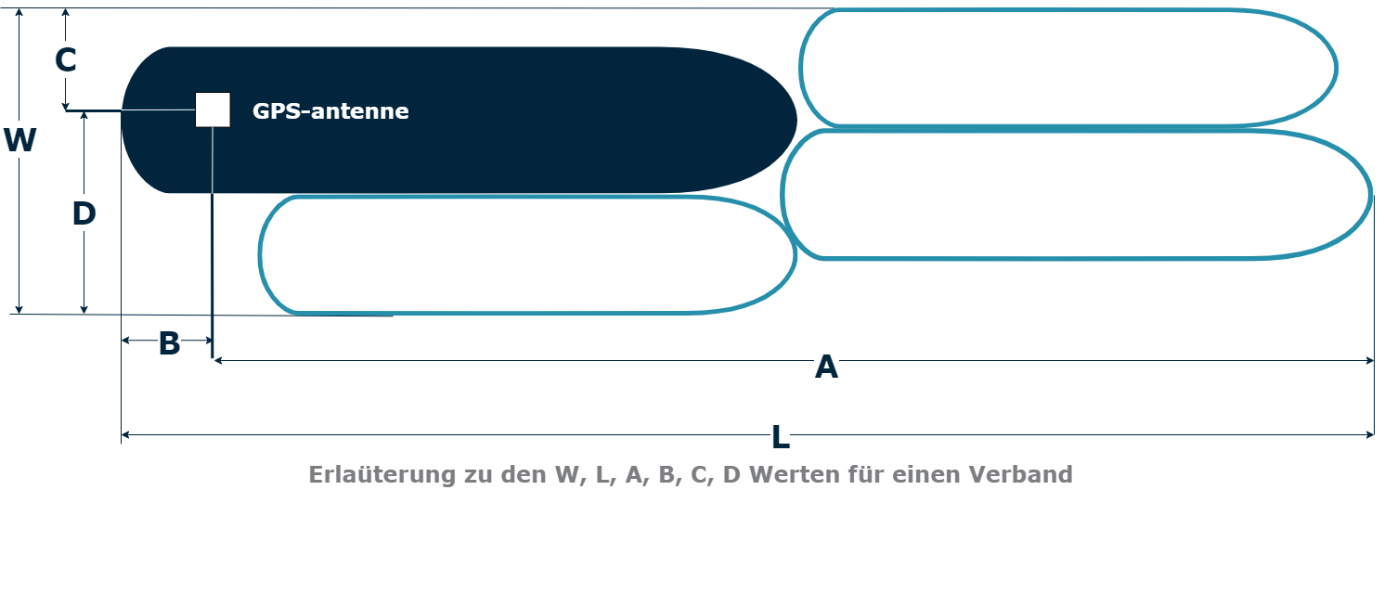 C
GPS-antenne
W
D
B
A
L
Erlaüterung zu den W, L, A, B, C, D Werten für einen Verband